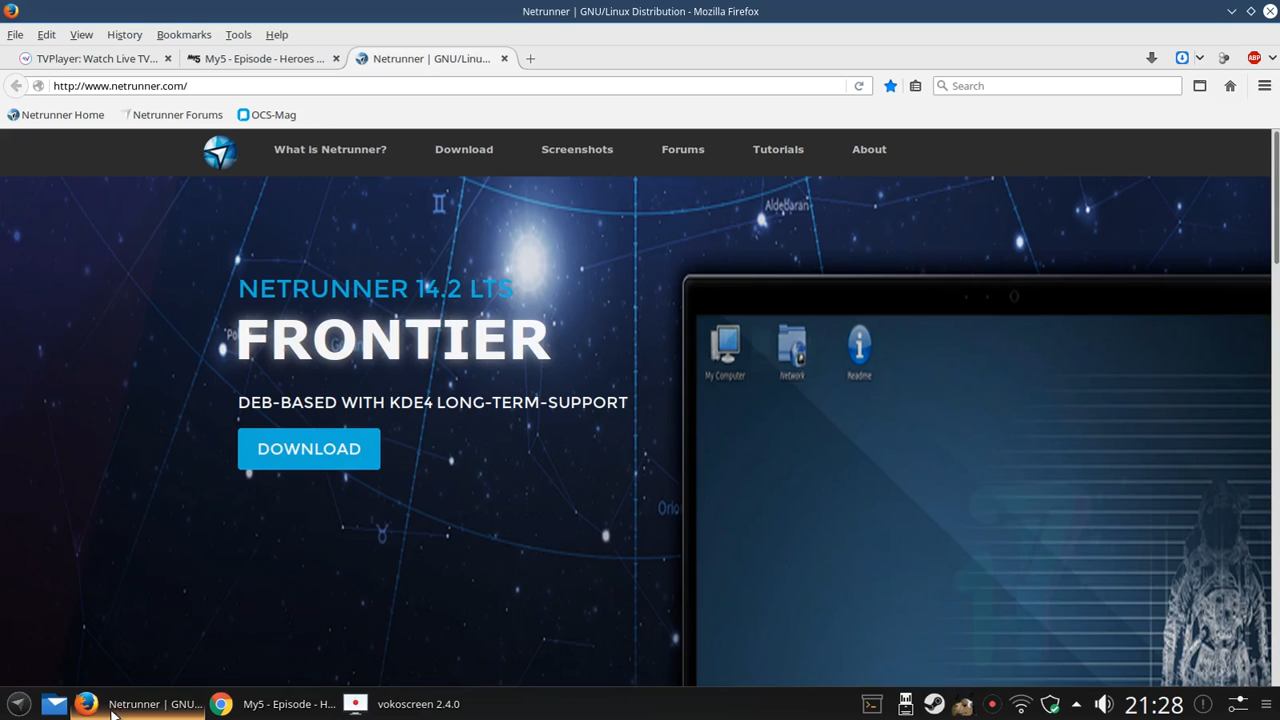 Netrunner | GNU/Linux Distribution - Mozilla Firefox
File Edit View History Bookmarks Tools Help
TVPlayer: Watch Live TV... My5 - Episode - Heroes ... Netrunner | GNU/Linu...
http://www.netrunner.com/ Search ABP
Netrunner Home Netrunner Forums OCS-Mag
What is Netrunner? Download Screenshots Forums Tutorials About
Aldebaran
NETRUNNER 14.2 LTS
FRONTIER
My Computer Network Readme
DEB-BASED WITH KDE4 LONG-TERM-SUPPORT
DOWNLOAD
Netrunner | GNU... My5 - Episode - H... vokoscreen 2.4.0 21:28